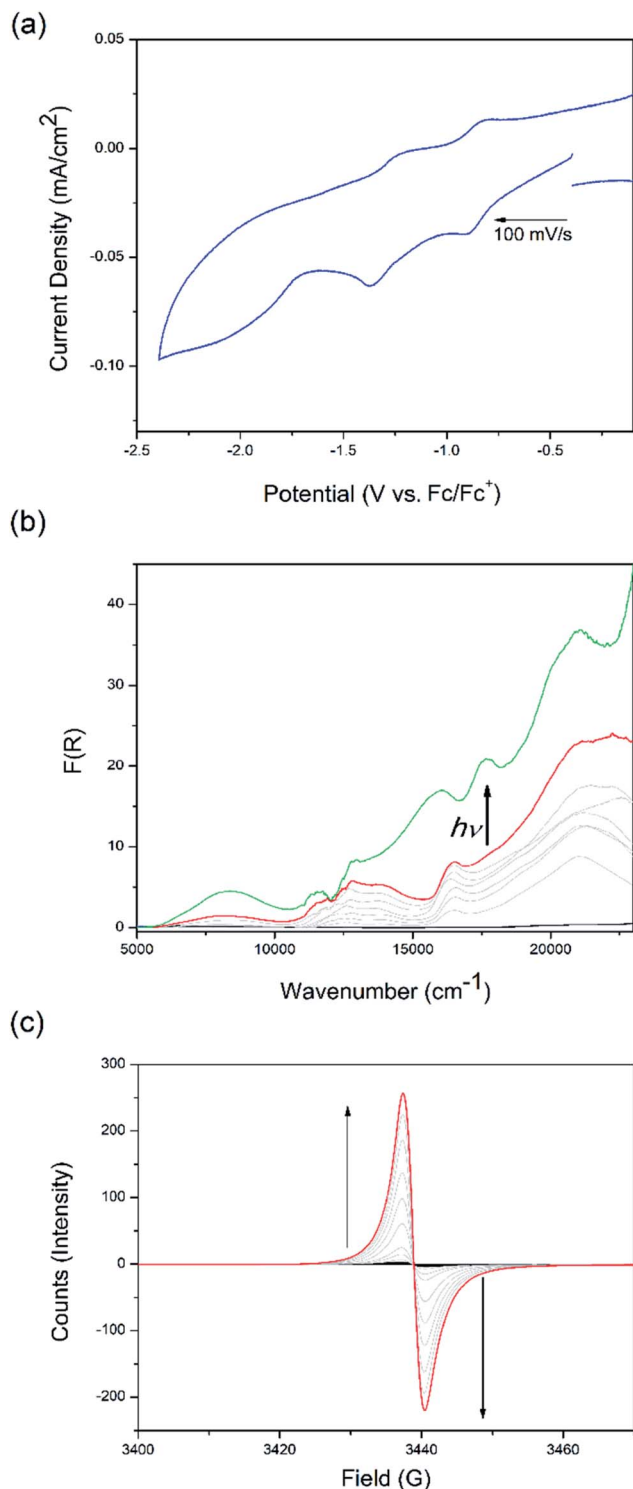 (a)
0.05
0.00
-0.05
-0.10
Current Density (mA/cm²)
100 mV/s
-2.5 -2.0 -1.5 -1.0 -0.5
Potential (V vs. Fc/Fc⁺)
(b)
40
30
20
10
0
F(R)
hν
5000 10000 15000 20000
Wavenumber (cm⁻¹)
(c)
300
200
100
0
-100
-200
Counts (Intensity)
3400 3420 3440 3460
Field (G)